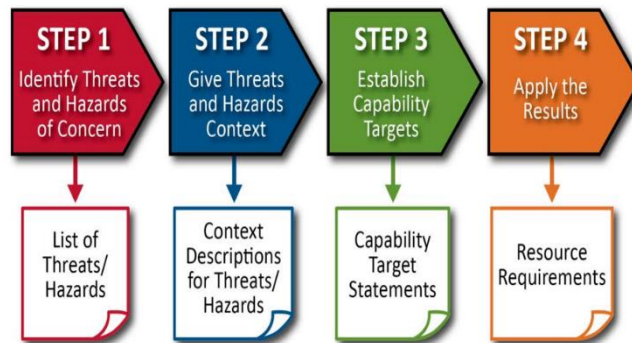 STEP 1
Identify Threats
and Hazards
of Concern
STEP 2
Give Threats
and Hazards
Context
STEP 3
Establish
Capability
Targets
STEP 4
Apply the
Results
List of
Threats/
Hazards
Context
Descriptions
for Threats/
Hazards
Capability
Target
Statements
Resource
Requirements